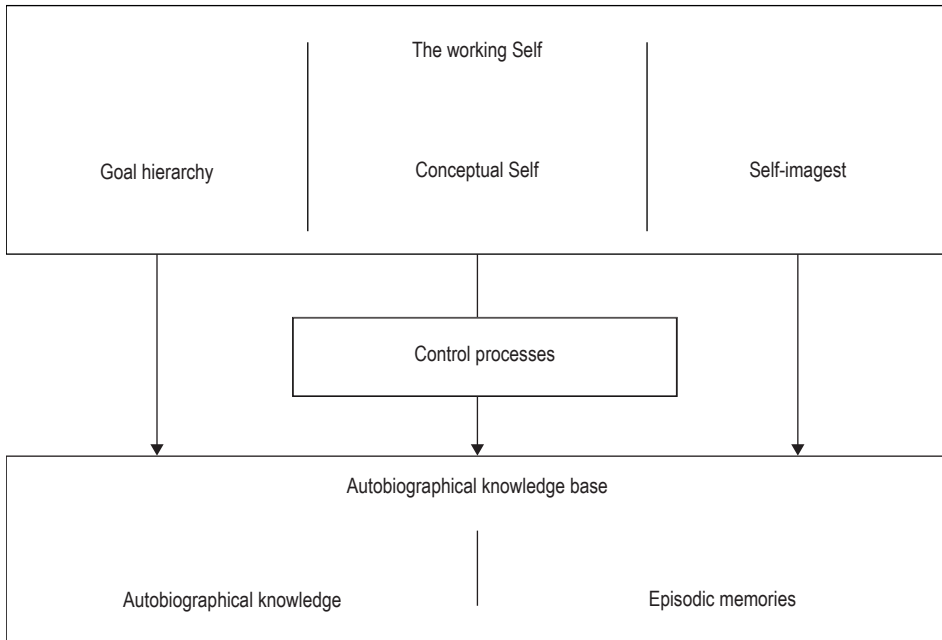 The working Self
Goal hierarchy
Conceptual Self
Self-imagest
Control processes
Autobiographical knowledge base
Autobiographical knowledge
Episodic memories